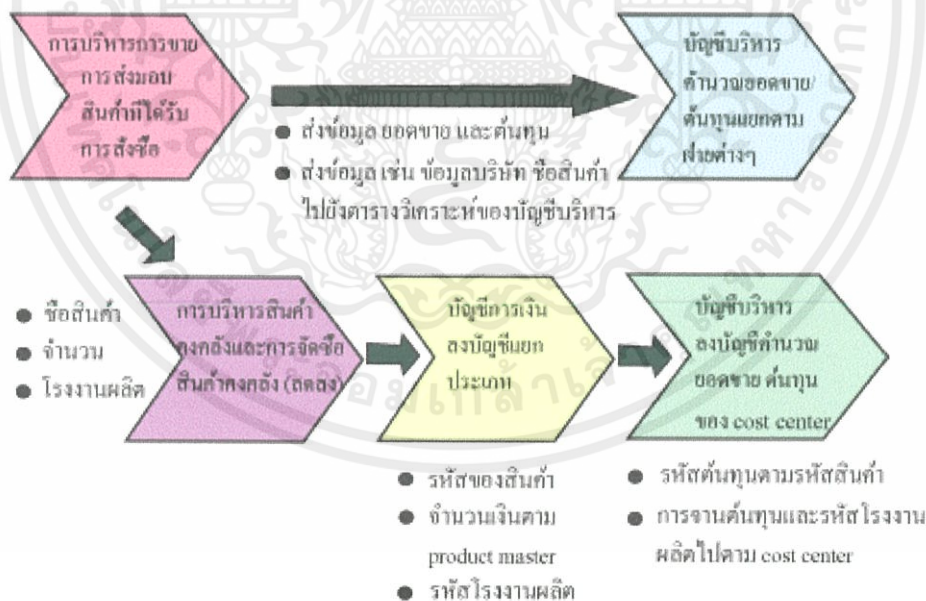 การบริหารการขาย
การส่งมอบ
สินค้าที่ได้รับ
การสั่งซื้อ
บัญชีบริหาร
คำนวณยอดขาย/
ต้นทุนแยกตาม
ฝ่ายต่างๆ
● ส่งข้อมูล ยอดขาย และต้นทุน
● ส่งข้อมูล เช่น ข้อมูลบริษัท ชื่อสินค้า
ไปยังตารางวิเคราะห์ของบัญชีบริหาร
● ชื่อสินค้า
● จำนวน
● โรงงานผลิต
การบริหารสินค้า
คงคลังและการจัดซื้อ
สินค้าคงคลัง (ลดลง)
บัญชีการเงิน
ลงบัญชีแยก
ประเภท
บัญชีบริหาร
ลงบัญชีคำนวณ
ยอดขาย ต้นทุน
ของ cost center
● รหัสของสินค้า
● จำนวนเงินตาม
product master
● รหัสโรงงานผลิต
● รหัสต้นทุนตามรหัสสินค้า
● การจานต้นทุนและรหัสโรงงาน
ผลิตไปตาม cost center